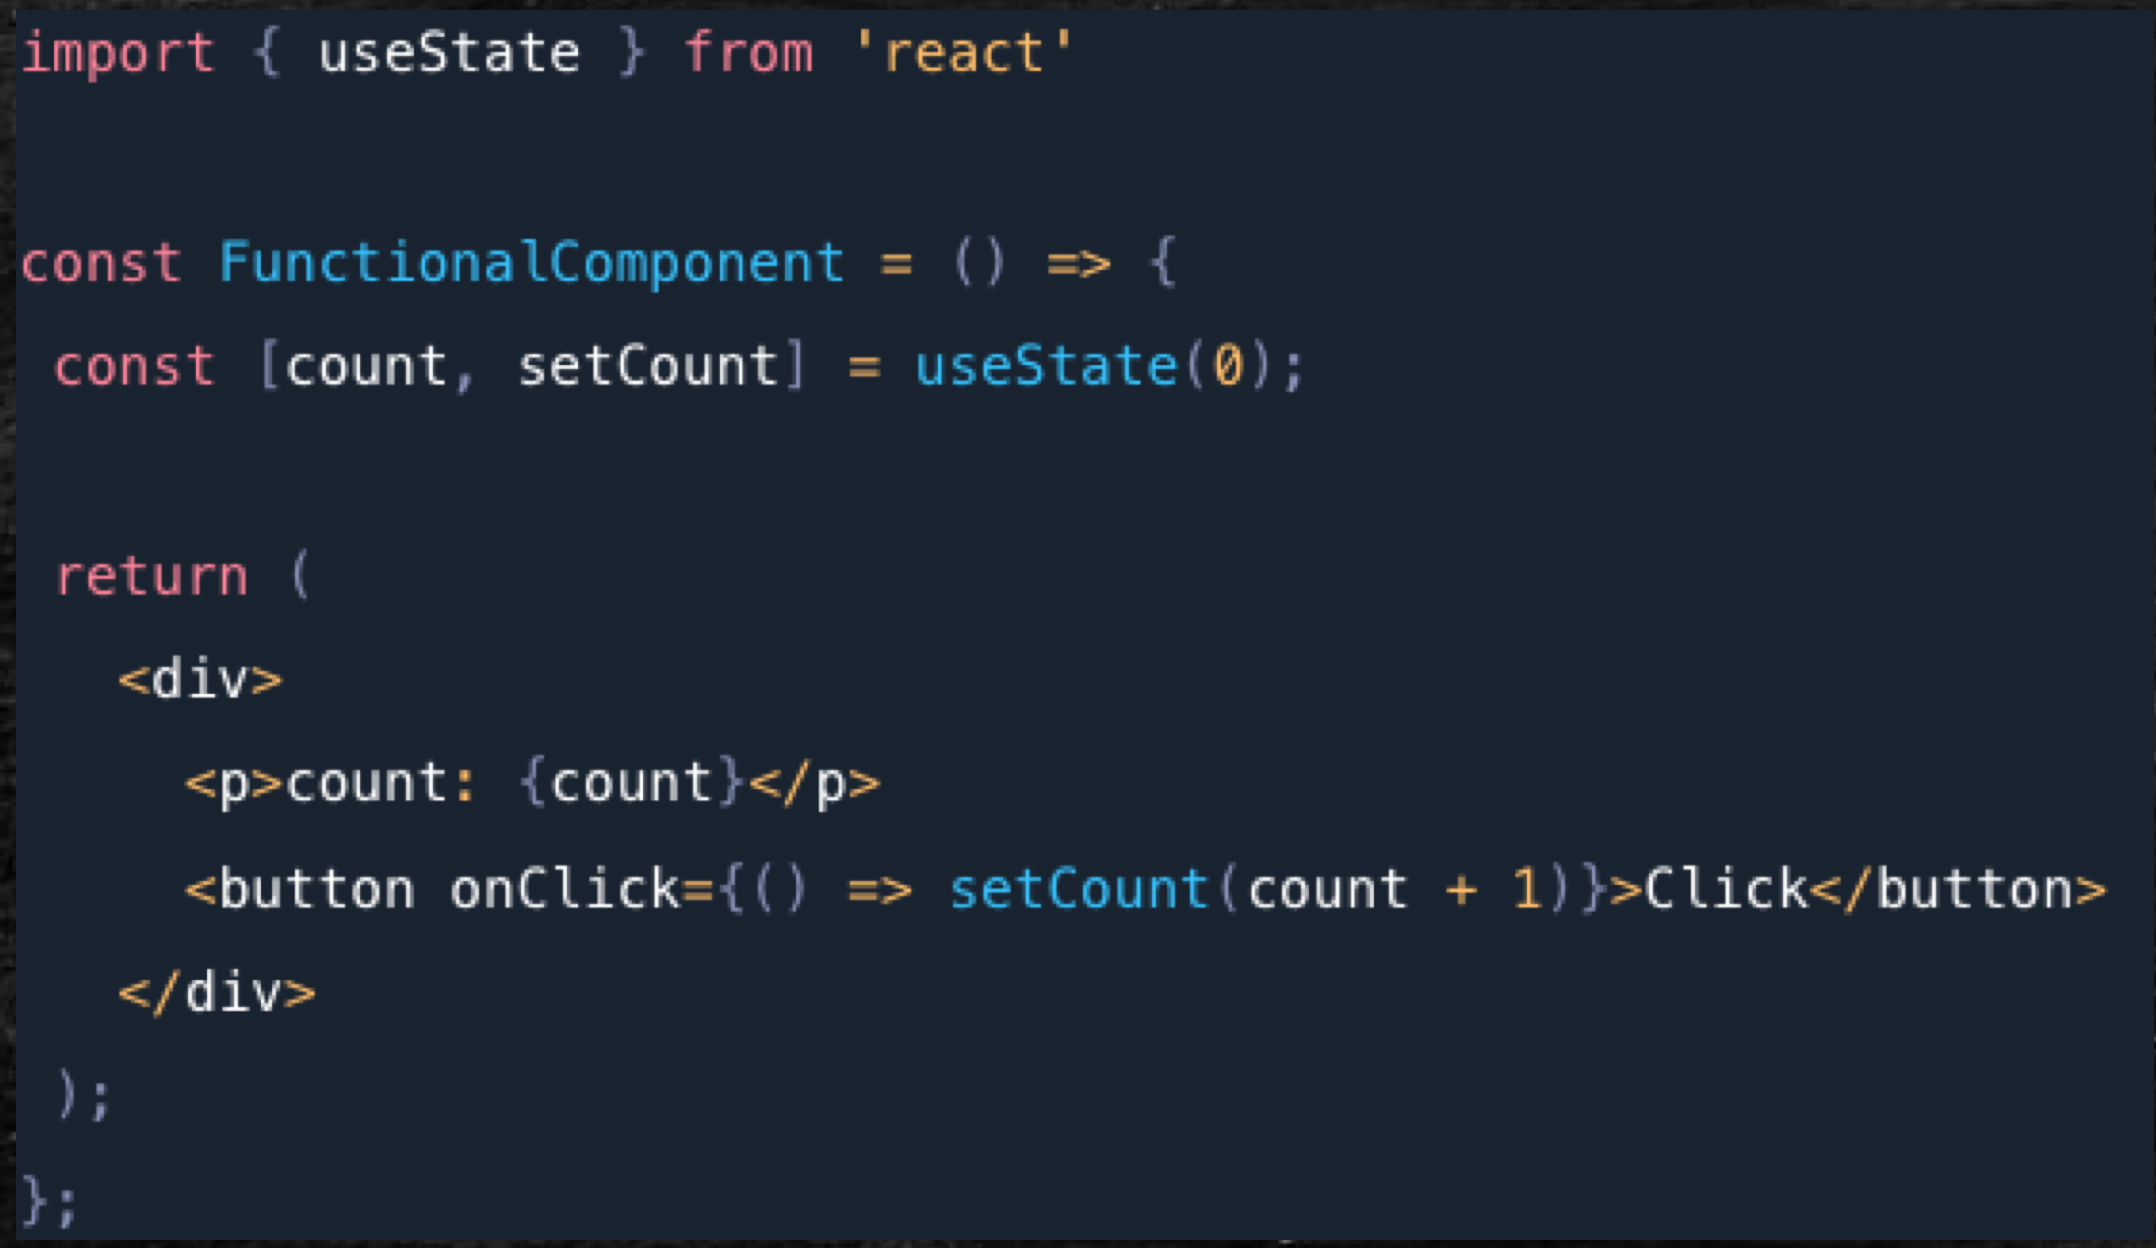 import { useState } from 'react'
const FunctionalComponent = () => {
 const [count, setCount] = useState(0);
 return (
   <div>
     <p>count: {count}</p>
     <button onClick={() => setCount(count + 1)}>Click</button>
   </div>
 );
};